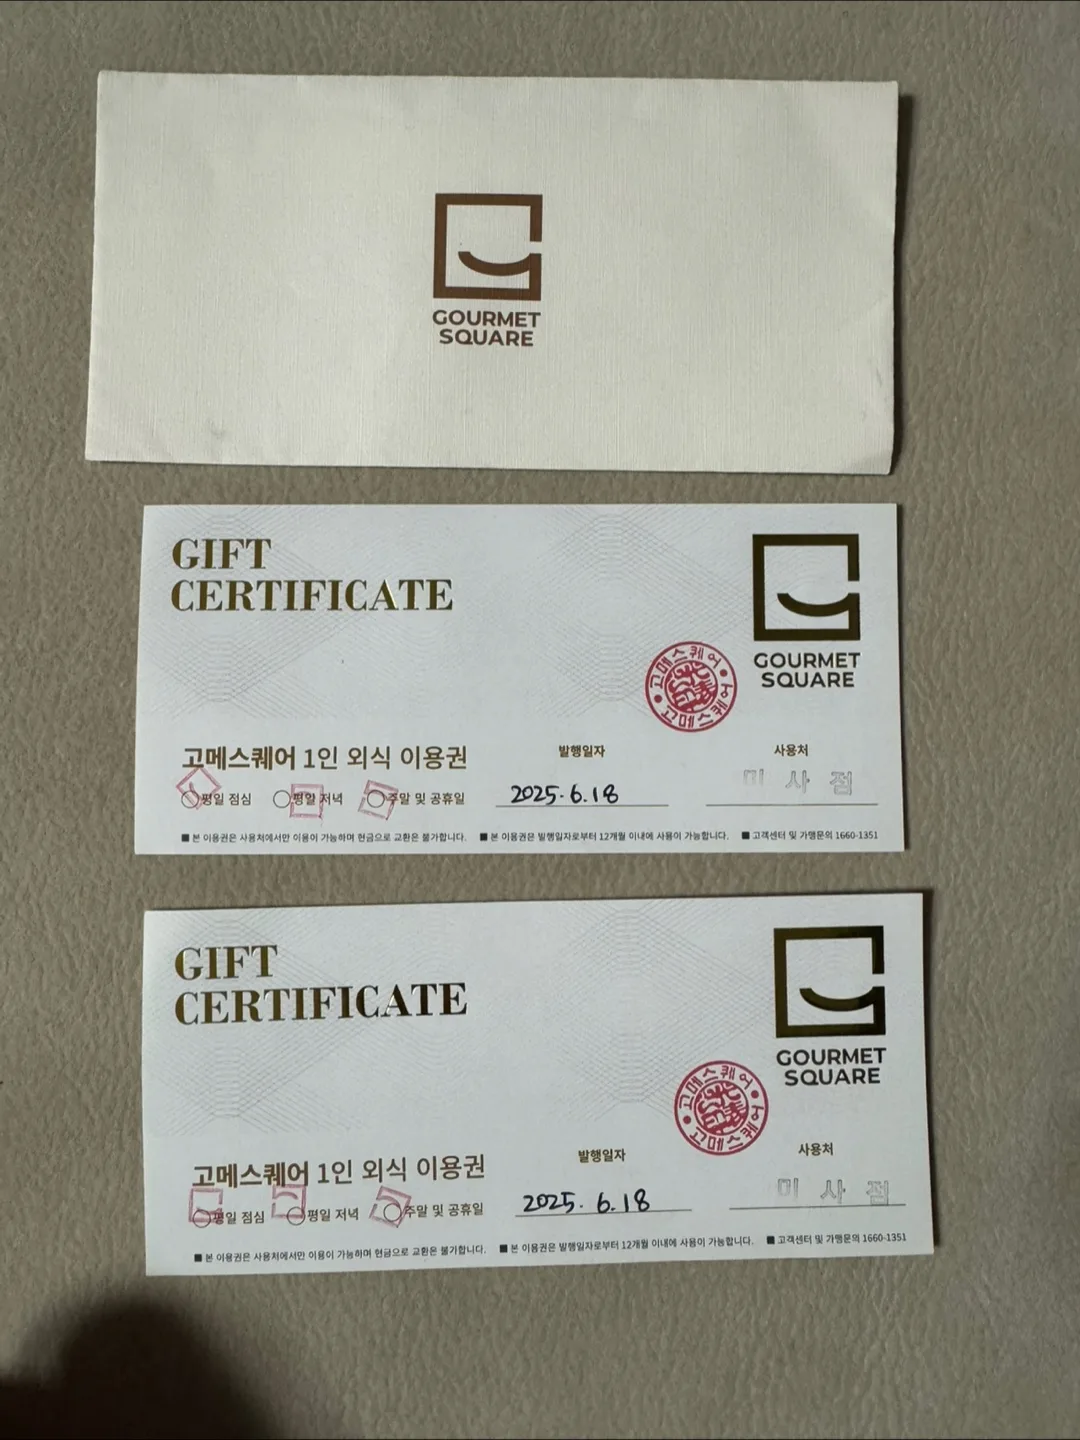 GOURMET
SQUARE
GIFT
CERTIFICATE
GOURMET
SQUARE
고메스퀘어 · 고메스퀘어 ·
고메스퀘어 1인 외식 이용권
발행일자
사용처
평일 점심 평일 저녁 주말 및 공휴일
2025.6.18
미사점
■ 본 이용권은 사용처에서만 이용이 가능하며 현금으로 교환은 불가합니다. ■ 본 이용권은 발행일자로부터 12개월 이내에 사용이 가능합니다. ■ 고객센터 및 가맹문의 1660-1351
GIFT
CERTIFICATE
GOURMET
SQUARE
고메스퀘어 · 고메스퀘어 ·
고메스퀘어 1인 외식 이용권
발행일자
사용처
평일 점심 평일 저녁 주말 및 공휴일
2025.6.18
미사점
■ 본 이용권은 사용처에서만 이용이 가능하며 현금으로 교환은 불가합니다. ■ 본 이용권은 발행일자로부터 12개월 이내에 사용이 가능합니다. ■ 고객센터 및 가맹문의 1660-1351